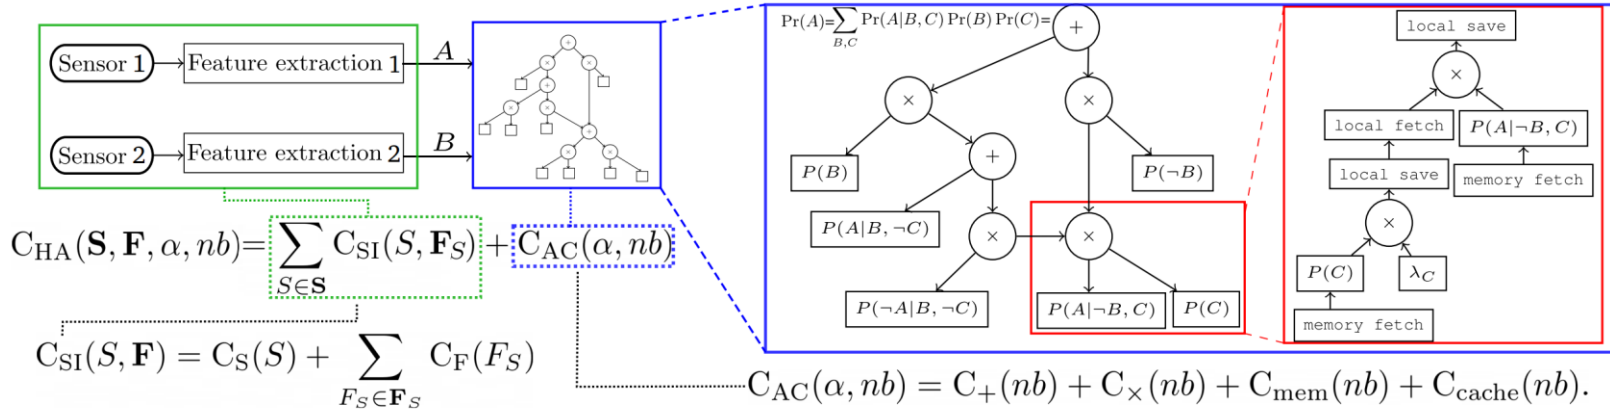 Sensor 1
Feature extraction 1
A
Sensor 2
Feature extraction 2
B
C_HA(S, F, α, nb)= ∑_{S∈S} C_SI(S, F_S) + C_AC(α, nb)
C_SI(S, F) = C_S(S) + ∑_{F_S∈F_S} C_F(F_S)
Pr(A)=∑_{B,C} Pr(A|B, C) Pr(B) Pr(C)=
+
×
×
P(B)
+
P(¬B)
P(A|B, ¬C)
×
×
P(¬A|B, ¬C)
P(A|¬B, C)
P(C)
local save
×
local fetch
P(A|¬B, C)
local save
memory fetch
×
P(C)
λ_C
memory fetch
C_AC(α, nb) = C_+(nb) + C_×(nb) + C_mem(nb) + C_cache(nb).